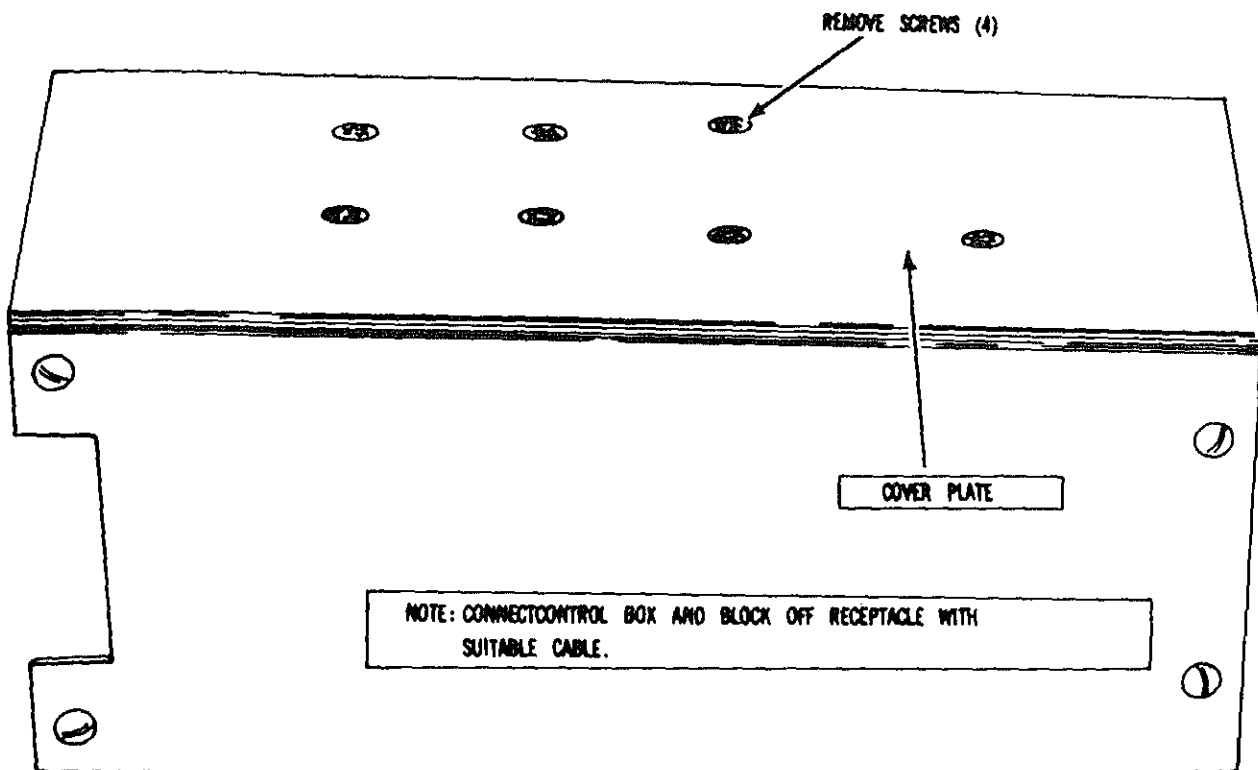 REMOVE SCREWS (4)
COVER PLATE
NOTE: CONNECTCONTROL BOX AND BLOCK OFF RECEPTACLE WITH
SUITABLE CABLE.